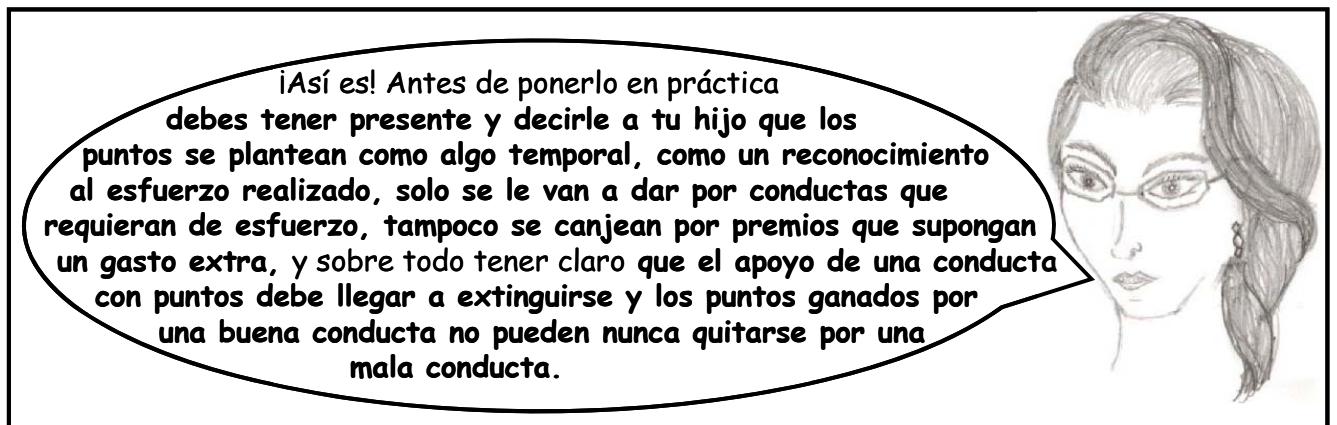 ¡Así es! Antes de ponerlo en práctica
debes tener presente y decirle a tu hijo que los
puntos se plantean como algo temporal, como un reconocimiento
al esfuerzo realizado, solo se le van a dar por conductas que
requieran de esfuerzo, tampoco se canjean por premios que supongan
un gasto extra, y sobre todo tener claro que el apoyo de una conducta
con puntos debe llegar a extinguirse y los puntos ganados por
una buena conducta no pueden nunca quitarse por una
mala conducta.